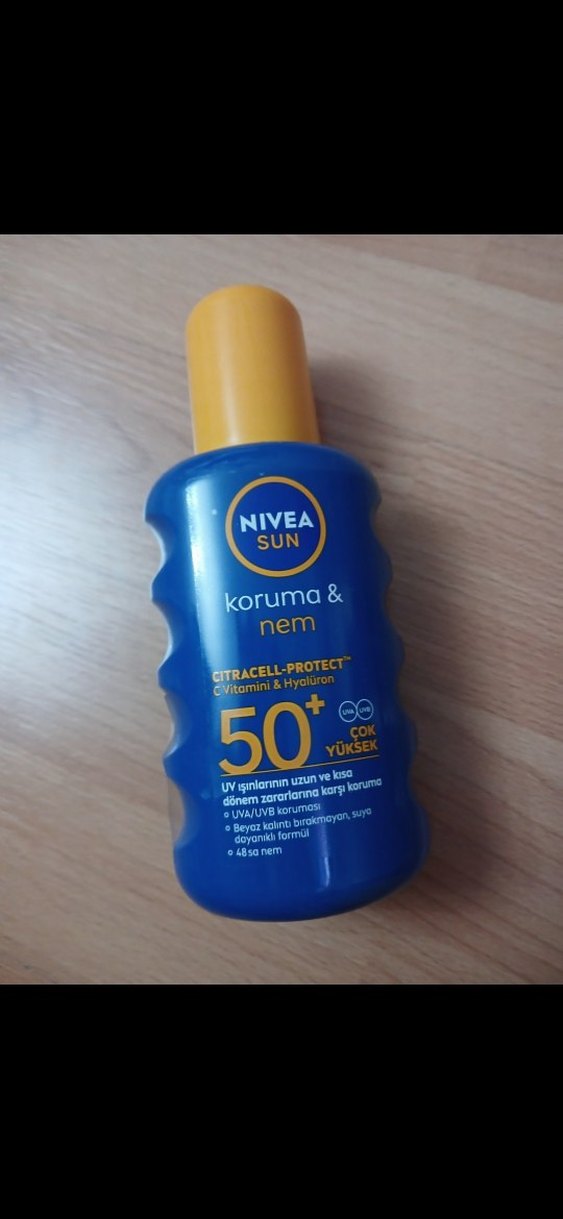 NIVEA
SUN
koruma &
nem
CITRACELL-PROTECT™
C Vitamini & Hyalüron
50+
UVA UVB
ÇOK
YÜKSEK
UV ışınlarının uzun ve kısa
dönem zararlarına karşı koruma
UVA/UVB koruması
Beyaz kalıntı bırakmayan, suya
dayanıklı formül
48 sa nem